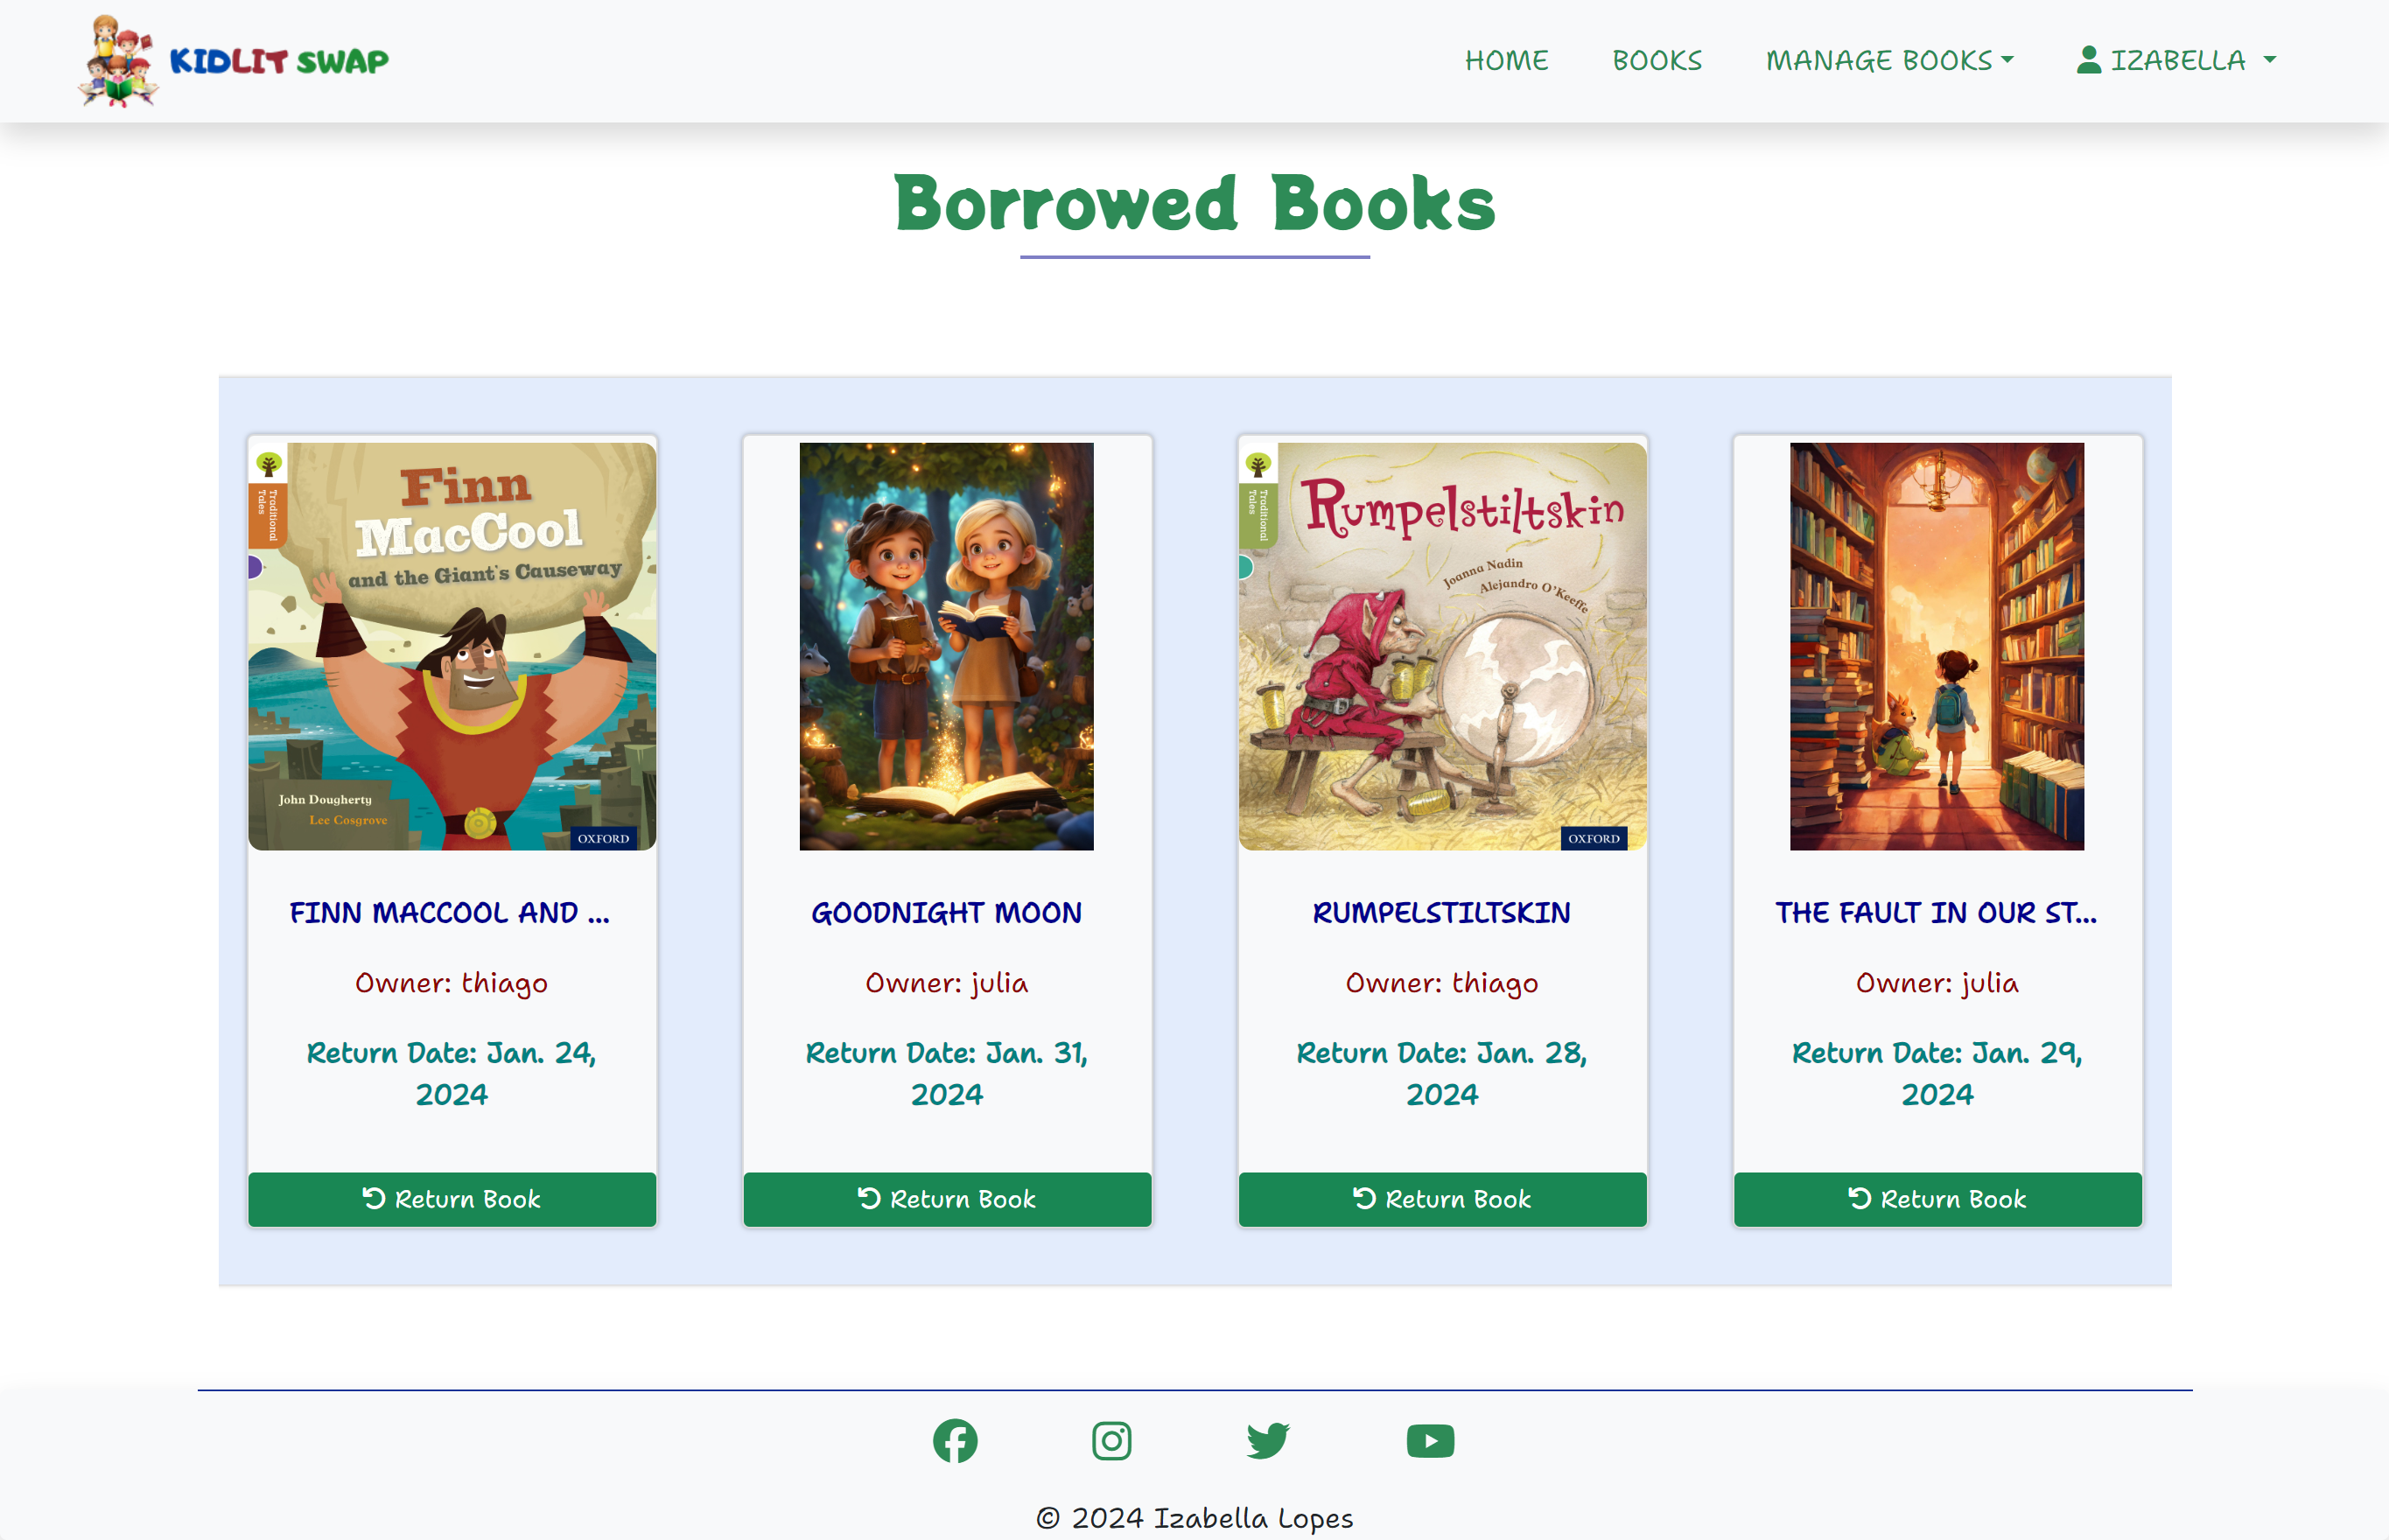 KIDLIT SWAP
HOME
BOOKS
MANAGE BOOKS
IZABELLA
Borrowed Books
Traditional
Tales
Finn
MacCool
and the Giant's Causeway
John Dougherty
Lee Cosgrove
OXFORD
FINN MACCOOL AND ...
Owner: thiago
Return Date: Jan. 24,
2024
Return Book
GOODNIGHT MOON
Owner: julia
Return Date: Jan. 31,
2024
Return Book
Traditional
Tales
Rumpelstiltskin
Joanna Nadin
Alejandro O'Keeffe
OXFORD
RUMPELSTILTSKIN
Owner: thiago
Return Date: Jan. 28,
2024
Return Book
THE FAULT IN OUR ST...
Owner: julia
Return Date: Jan. 29,
2024
Return Book
© 2024 Izabella Lopes